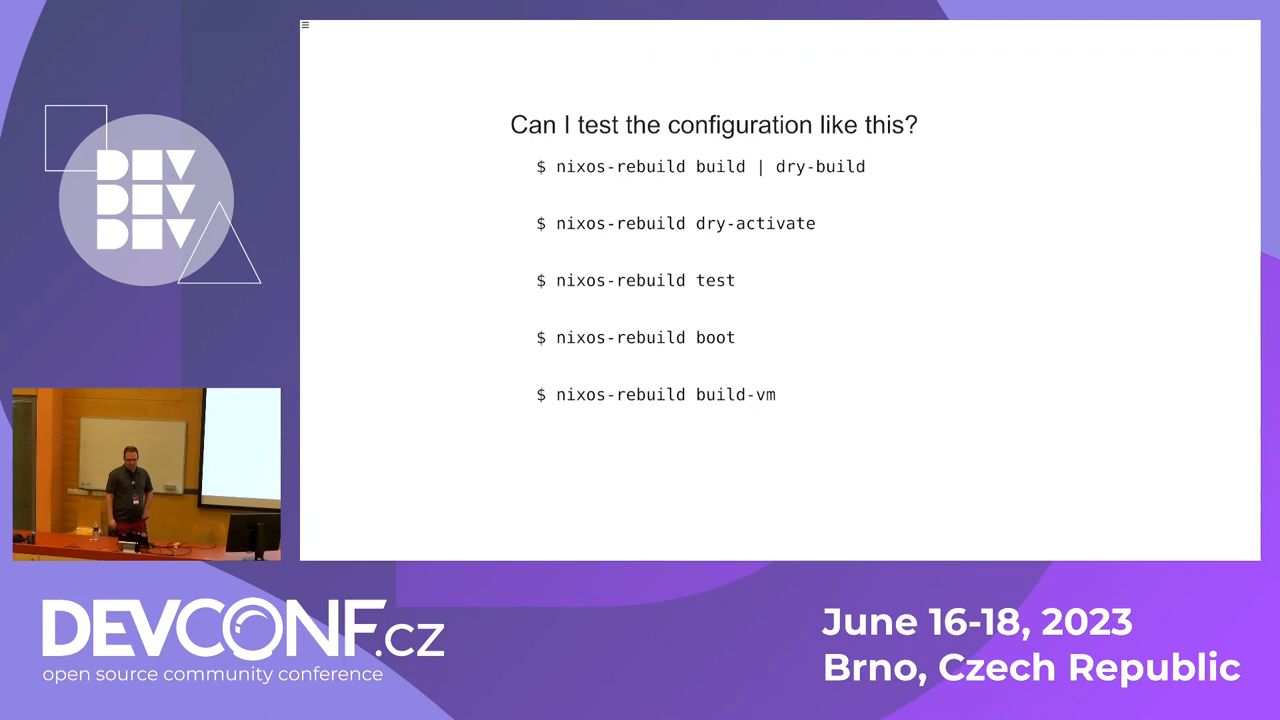 DEV
DEV
DEV
Can I test the configuration like this?
$ nixos-rebuild build | dry-build
$ nixos-rebuild dry-activate
$ nixos-rebuild test
$ nixos-rebuild boot
$ nixos-rebuild build-vm
DEVCONF.cz
open source community conference
June 16-18, 2023
Brno, Czech Republic